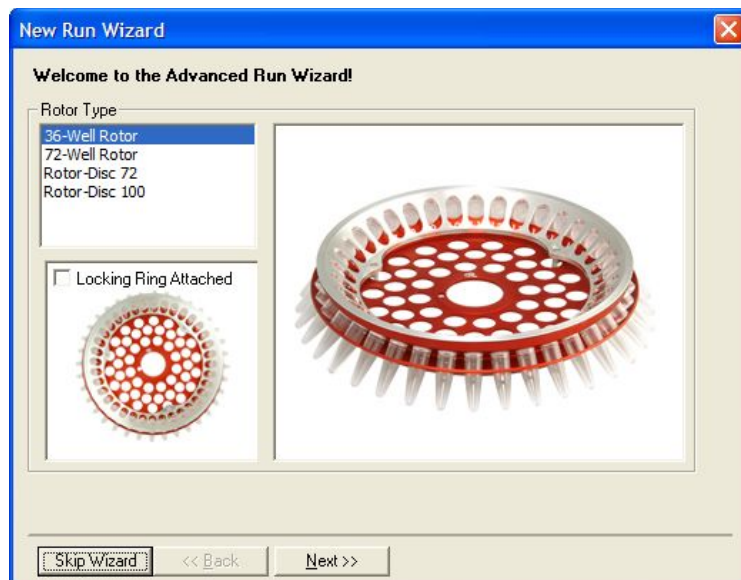 New Run Wizard
Welcome to the Advanced Run Wizard!
Rotor Type
36-Well Rotor
72-Well Rotor
Rotor-Disc 72
Rotor-Disc 100
Locking Ring Attached
Skip Wizard
<< Back
Next >>